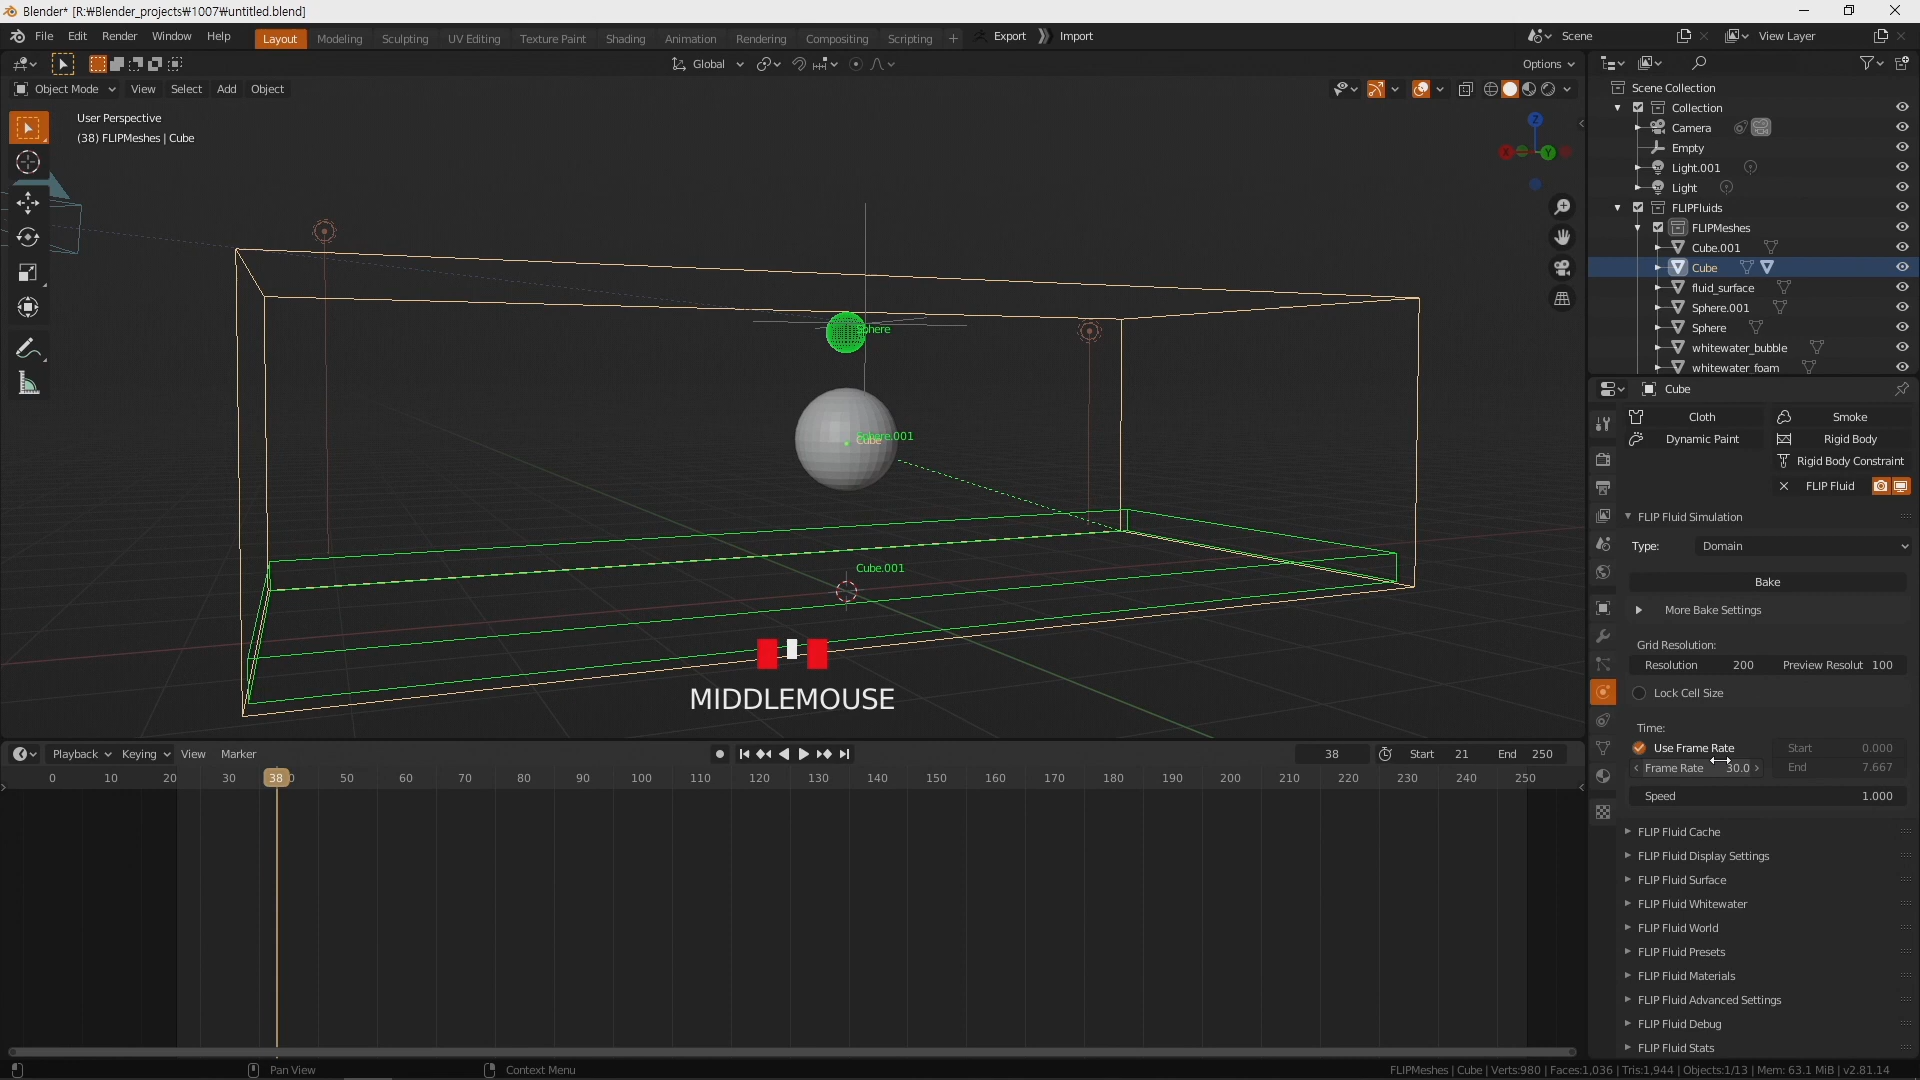 Blender* [R:₩Blender_projects₩1007₩untitled.blend]
File Edit Render Window Help Layout Modeling Sculpting UV Editing Texture Paint Shading Animation Rendering Compositing Scripting + Export Import Scene View Layer
Global Options
Object Mode View Select Add Object
User Perspective
(38) FLIPMeshes | Cube
Z
X
Y
Sphere
Sphere.001
Cube
Cube.001
MIDDLEMOUSE
Scene Collection
Collection
Camera
Empty
Light.001
Light
FLIPFluids
FLIPMeshes
Cube.001
Cube
fluid_surface
Sphere.001
Sphere
whitewater_bubble
whitewater_foam
Cube
Cloth Smoke
Dynamic Paint Rigid Body
Rigid Body Constraint
FLIP Fluid
FLIP Fluid Simulation
Type: Domain
Bake
More Bake Settings
Grid Resolution:
Resolution 200 Preview Resolut 100
Lock Cell Size
Time:
Use Frame Rate Start 0.000
Frame Rate 30.0 End 7.667
Speed 1.000
FLIP Fluid Cache
FLIP Fluid Display Settings
FLIP Fluid Surface
FLIP Fluid Whitewater
FLIP Fluid World
FLIP Fluid Presets
FLIP Fluid Materials
FLIP Fluid Advanced Settings
FLIP Fluid Debug
FLIP Fluid Stats
Playback Keying View Marker 38 Start 21 End 250
0 10 20 30 38 0 50 60 70 80 90 100 110 120 130 140 150 160 170 180 190 200 210 220 230 240 250
Pan View Context Menu FLIPMeshes | Cube | Verts:980 | Faces:1,036 | Tris:1,944 | Objects:1/13 | Mem: 63.1 MiB | v2.81.14